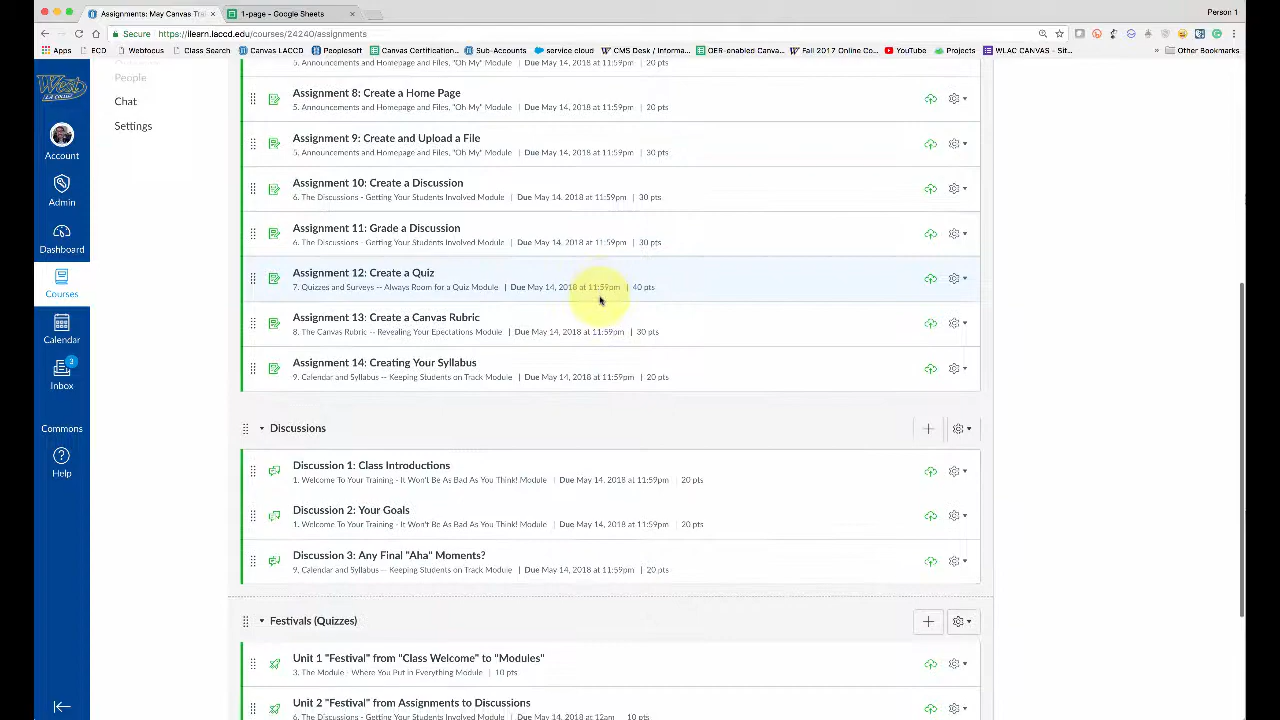 Assignments: May Canvas Trai
1-page - Google Sheets
Person 1
Secure
https://ilearn.laccd.edu/courses/24240/assignments
Apps
ECD
Webtofus
Class Search
Canvas LACCD
Peoplesoft
Canvas Certification...
Sub-Accounts
service cloud
CMS Desk / Informa...
OER-enabled
Fall 2017 Online Co...
YouTube
Projects
WLAC CANVAS - Sit...
»
Other Bookmarks
West
L.A. COLLEGE
Account
Admin
Dashboard
Courses
Calendar
3
Inbox
Commons
Help
People
Chat
Settings
5. Announcements and Homepage and Files, "Oh My" Module | Due May 14, 2018 at 11:59pm | 20 pts
Assignment 8: Create a Home Page
5. Announcements and Homepage and Files, "Oh My" Module | Due May 14, 2018 at 11:59pm | 20 pts
Assignment 9: Create and Upload a File
5. Announcements and Homepage and Files, "Oh My" Module | Due May 14, 2018 at 11:59pm | 30 pts
Assignment 10: Create a Discussion
6. The Discussions - Getting Your Students Involved Module | Due May 14, 2018 at 11:59pm | 30 pts
Assignment 11: Grade a Discussion
6. The Discussions - Getting Your Students Involved Module | Due May 14, 2018 at 11:59pm | 30 pts
Assignment 12: Create a Quiz
7. Quizzes and Surveys -- Always Room for a Quiz Module | Due May 14, 2018 at 11:59pm | 40 pts
Assignment 13: Create a Canvas Rubric
8. The Canvas Rubric -- Revealing Your Epectations Module | Due May 14, 2018 at 11:59pm | 30 pts
Assignment 14: Creating Your Syllabus
9. Calendar and Syllabus -- Keeping Students on Track Module | Due May 14, 2018 at 11:59pm | 20 pts
Discussions
Discussion 1: Class Introductions
1. Welcome To Your Training - It Won't Be As Bad As You Think! Module | Due May 14, 2018 at 11:59pm | 20 pts
Discussion 2: Your Goals
1. Welcome To Your Training - It Won't Be As Bad As You Think! Module | Due May 14, 2018 at 11:59pm | 20 pts
Discussion 3: Any Final "Aha" Moments?
9. Calendar and Syllabus -- Keeping Students on Track Module | Due May 14, 2018 at 11:59pm | 20 pts
Festivals (Quizzes)
Unit 1 "Festival" from "Class Welcome" to "Modules"
3. The Module - Where You Put in Everything Module | 10 pts
Unit 2 "Festival" from Assignments to Discussions
6. The Discussions - Getting Your Students Involved Module | Due May 14, 2018 at 12am | 10 pts